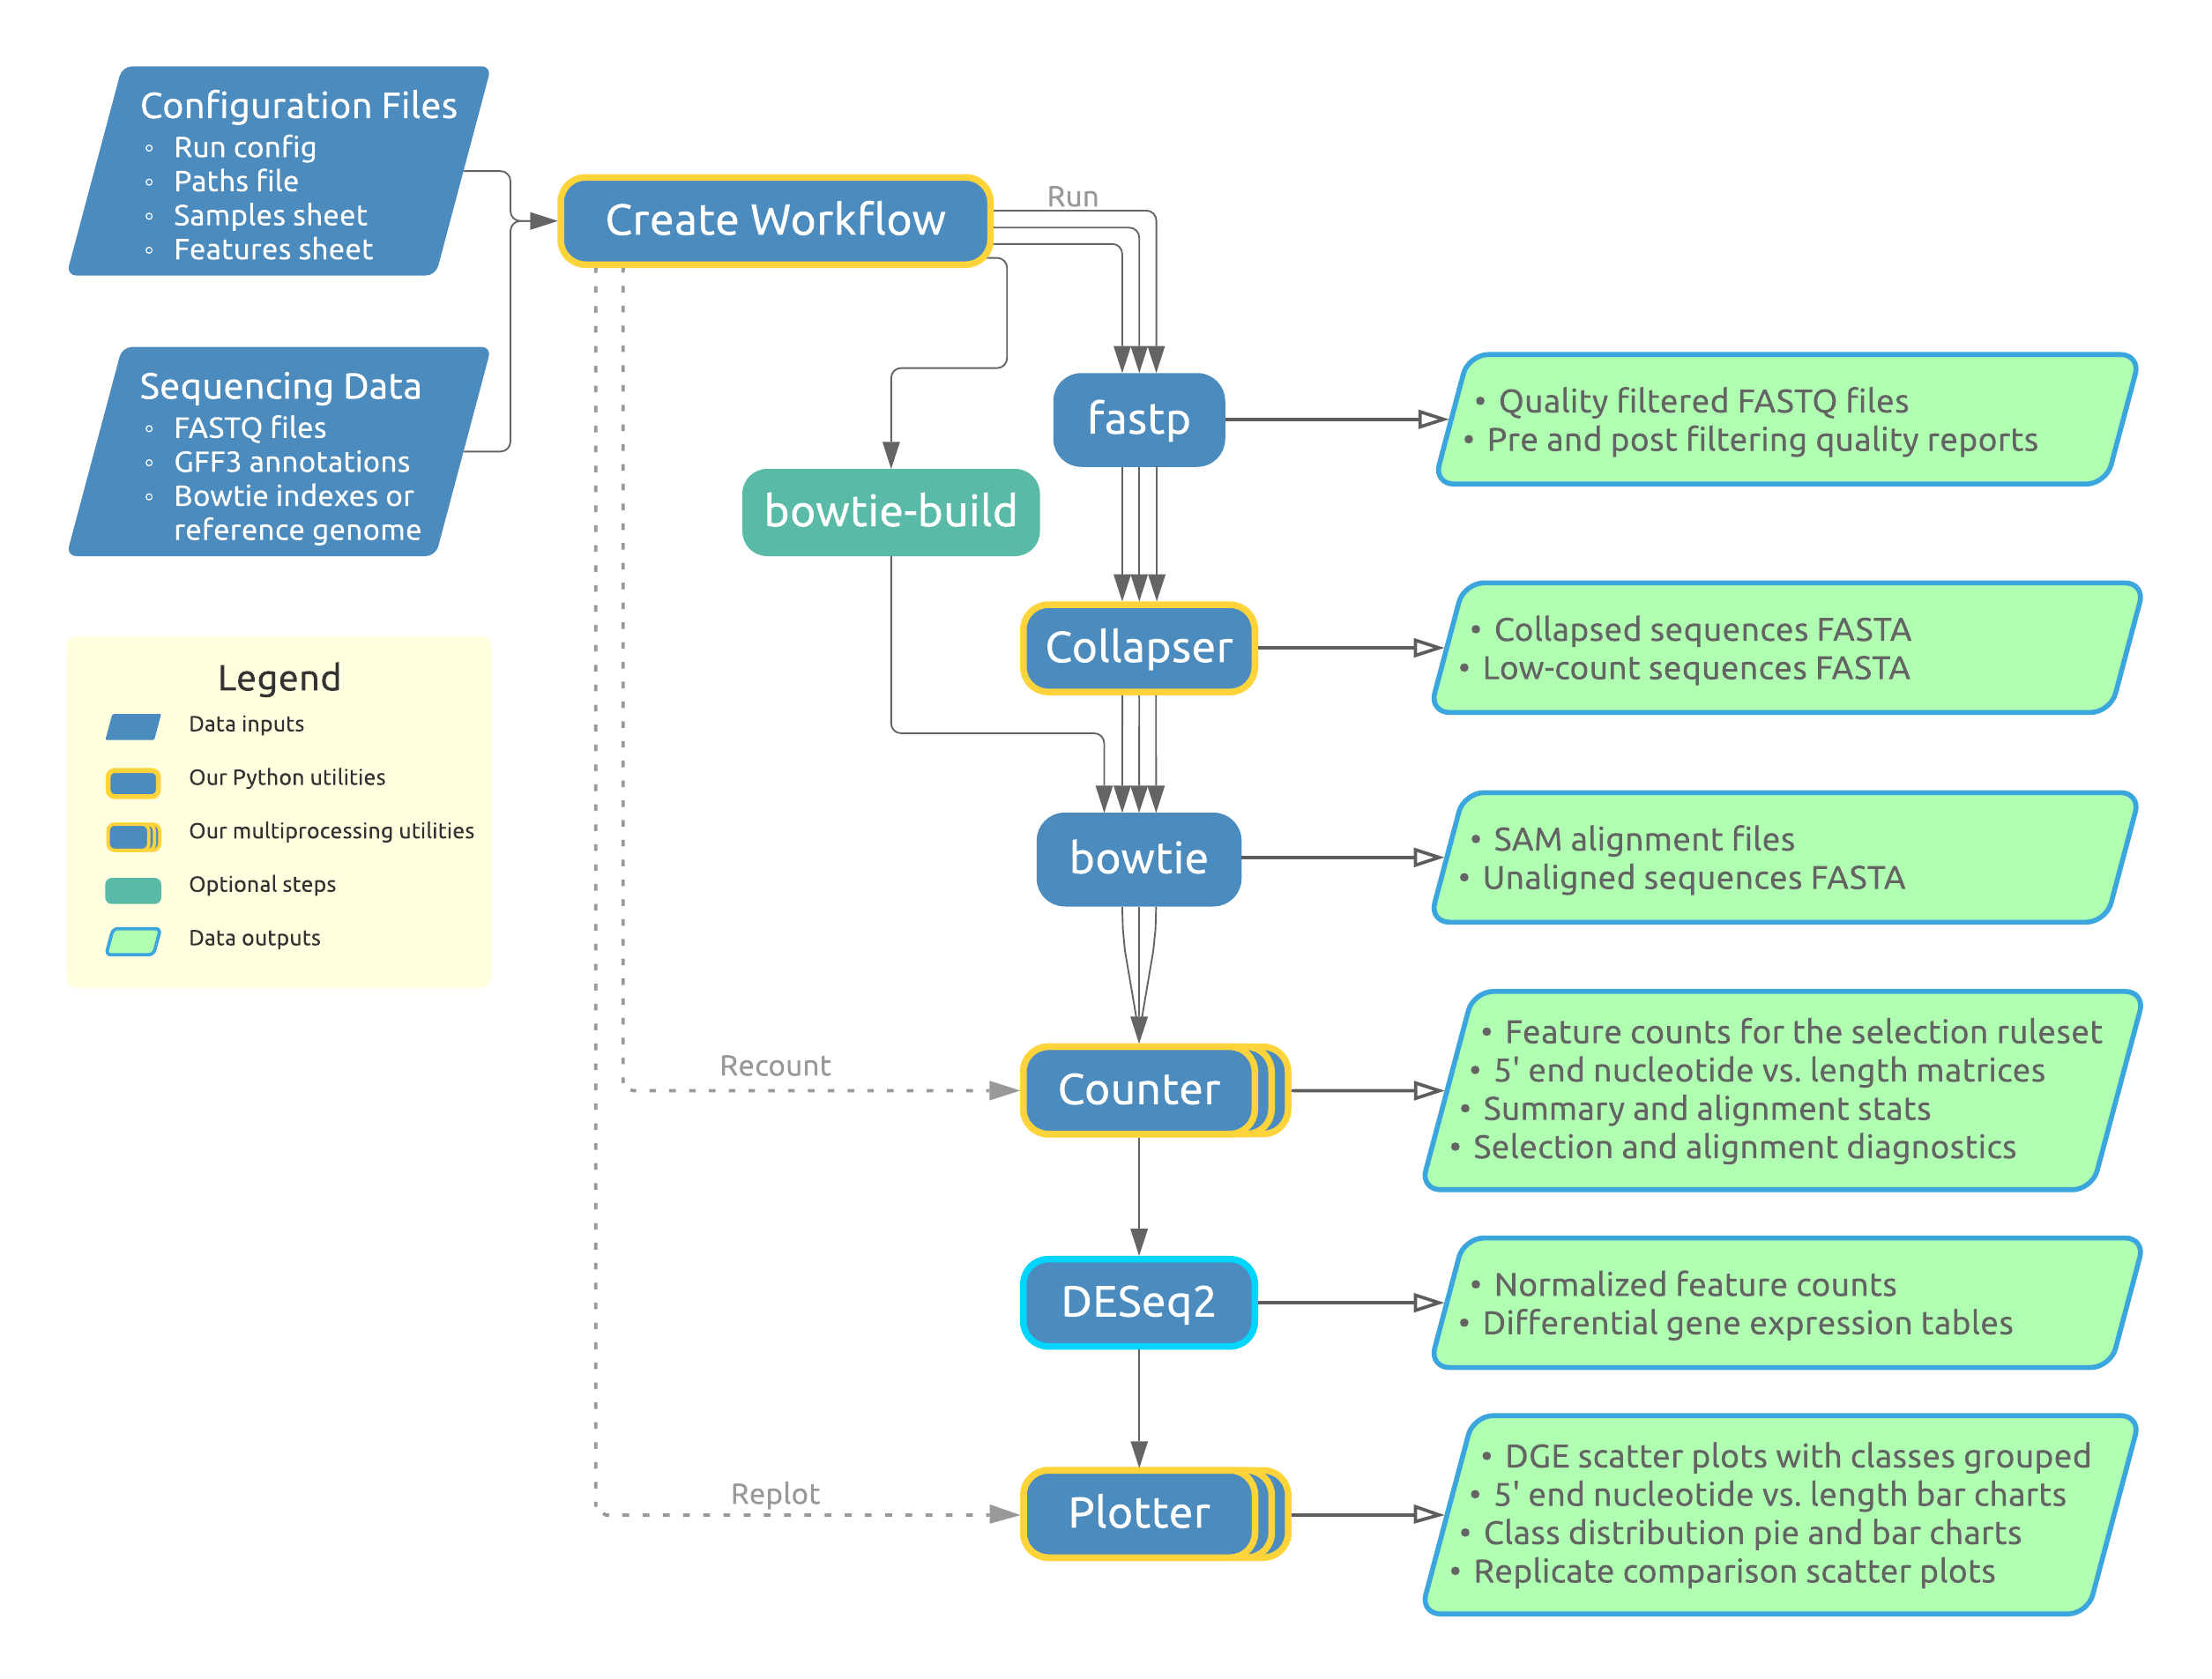 Configuration Files
◦ Run config
◦ Paths file
◦ Samples sheet
◦ Features sheet
Sequencing Data
◦ FASTQ files
◦ GFF3 annotations
◦ Bowtie indexes or
reference genome
Legend
Data inputs
Our Python utilities
Our multiprocessing utilities
Optional steps
Data outputs
Create Workflow
Run
bowtie-build
fastp
• Quality filtered FASTQ files
• Pre and post filtering quality reports
Collapser
• Collapsed sequences FASTA
• Low-count sequences FASTA
bowtie
• SAM alignment files
• Unaligned sequences FASTA
Recount
Counter
• Feature counts for the selection ruleset
• 5' end nucleotide vs. length matrices
• Summary and alignment stats
• Selection and alignment diagnostics
DESeq2
• Normalized feature counts
• Differential gene expression tables
Replot
Plotter
• DGE scatter plots with classes grouped
• 5' end nucleotide vs. length bar charts
• Class distribution pie and bar charts
• Replicate comparison scatter plots